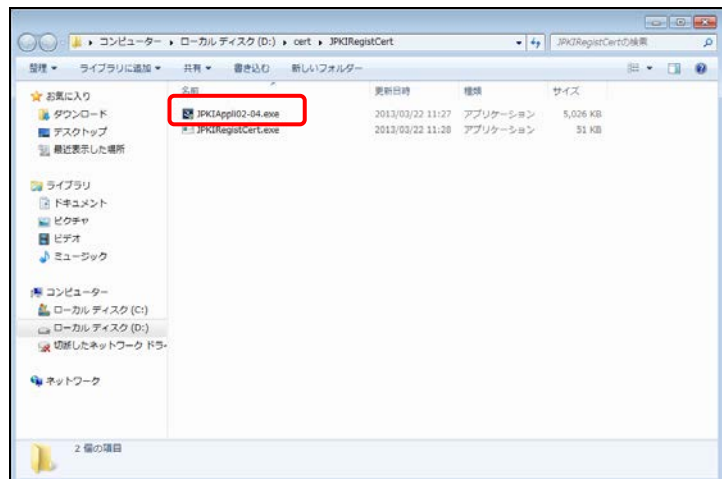 コンピューター ▸ ローカル ディスク (D:) ▸ cert ▸ JPKIRegistCert
JPKIRegistCertの検索
整理 ライブラリに追加 共有 書き込む 新しいフォルダー
名前 更新日時 種類 サイズ
JPKIAppli02-04.exe 2013/03/22 11:27 アプリケーション 5,026 KB
JPKIRegistCert.exe 2013/03/22 11:28 アプリケーション 51 KB
お気に入り
ダウンロード
デスクトップ
最近表示した場所
ライブラリ
ドキュメント
ピクチャ
ビデオ
ミュージック
コンピューター
ローカル ディスク (C:)
ローカル ディスク (D:)
切断したネットワーク ドラ
ネットワーク
2 個の項目